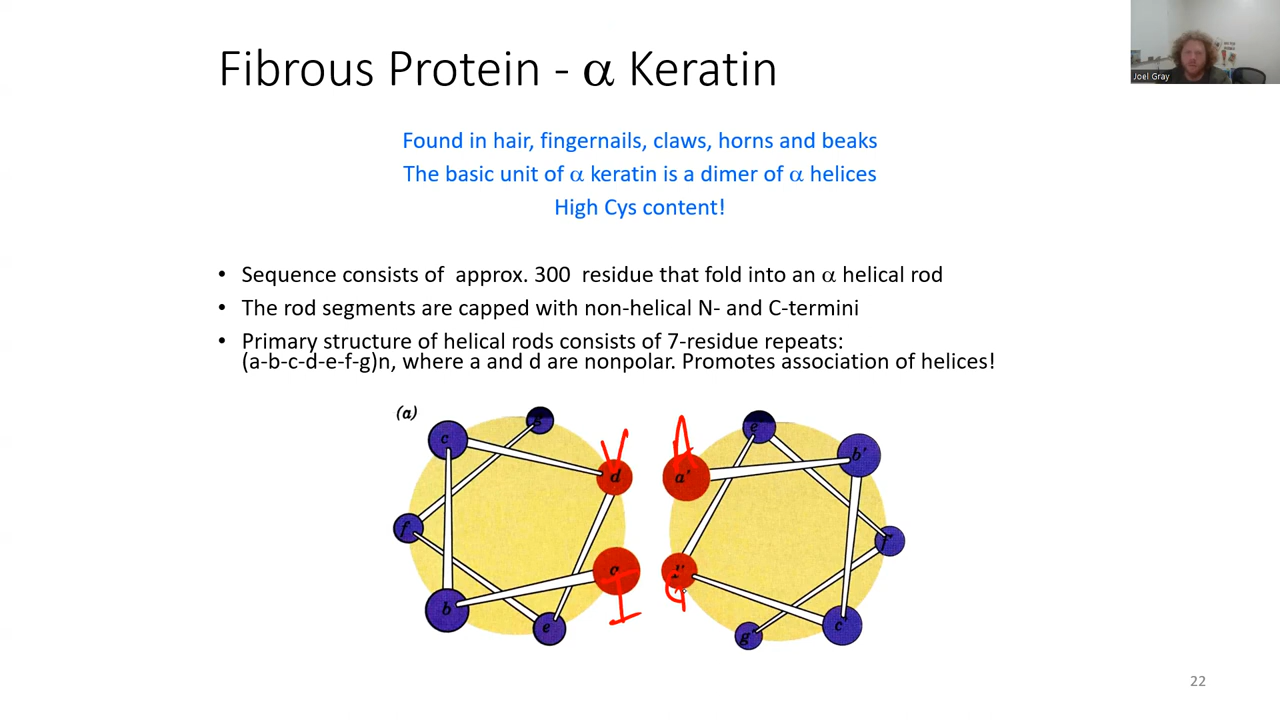 Fibrous Protein - α Keratin
Joel Gray
Found in hair, fingernails, claws, horns and beaks
The basic unit of α keratin is a dimer of α helices
High Cys content!
• Sequence consists of approx. 300 residue that fold into an α helical rod
• The rod segments are capped with non-helical N- and C-termini
• Primary structure of helical rods consists of 7-residue repeats:
(a-b-c-d-e-f-g)n, where a and d are nonpolar. Promotes association of helices!
(a)
g
e'
c
V
A
b'
d
a'
f
f'
a
I
b
e
g'
c'
22